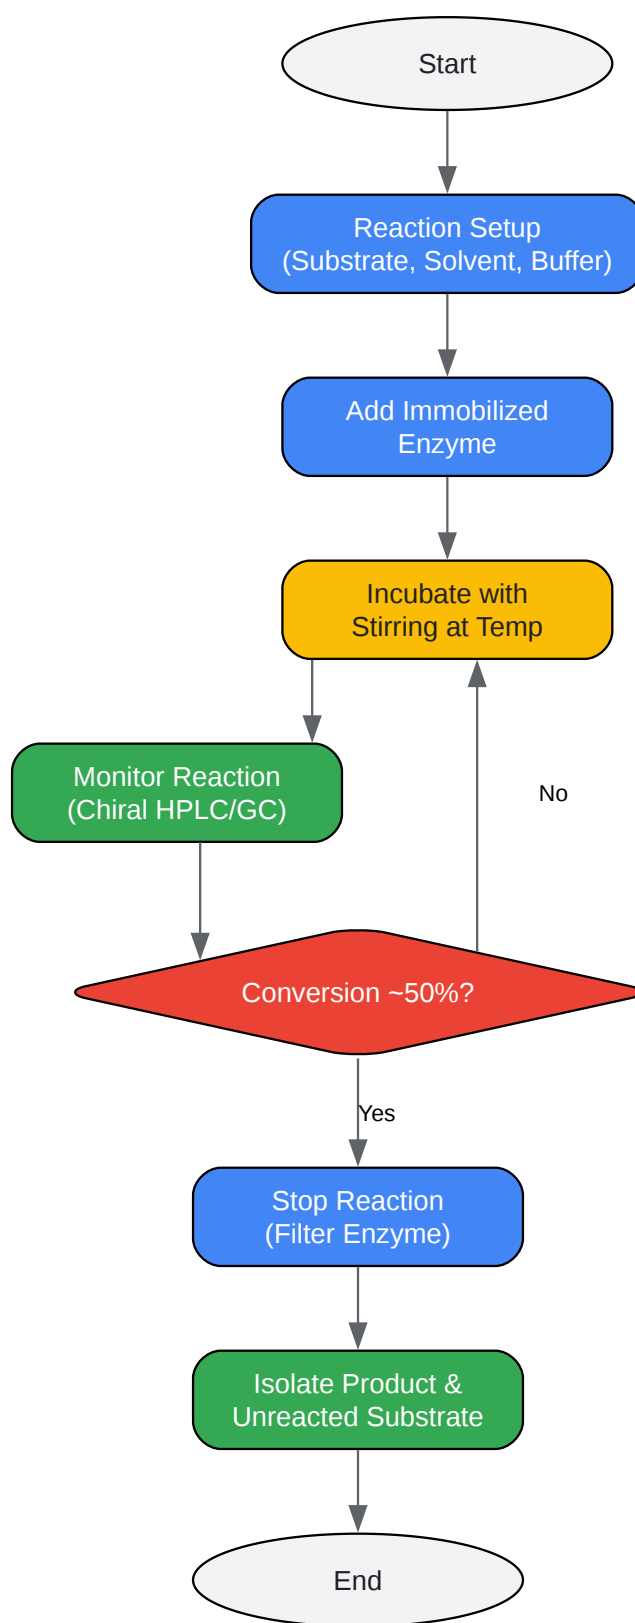 Start
Reaction Setup
(Substrate, Solvent, Buffer)
Add Immobilized
Enzyme
Incubate with
Stirring at Temp
Monitor Reaction
(Chiral HPLC/GC)
No
Conversion ~50%?
Yes
Stop Reaction
(Filter Enzyme)
Isolate Product &
Unreacted Substrate
End